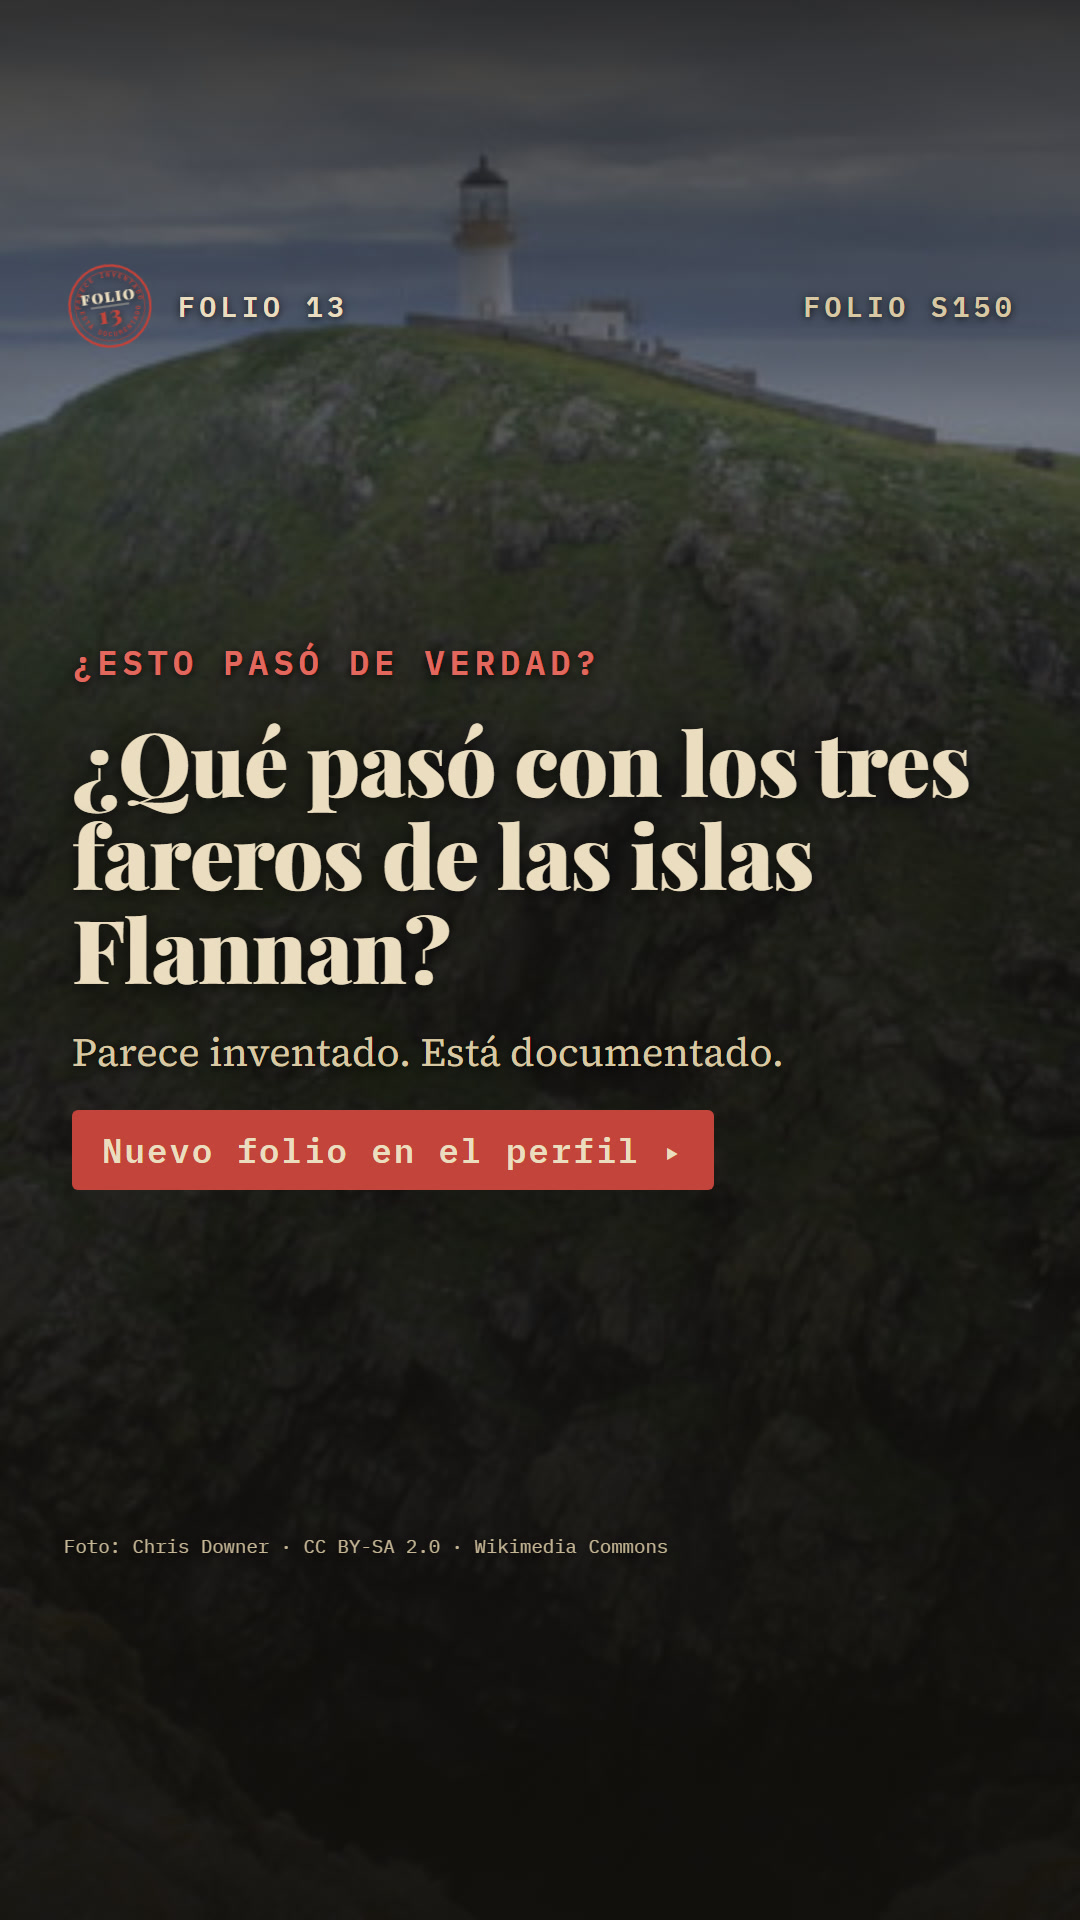 FOLIO 13
FOLIO 13
FOLIO S150
¿ESTO PASÓ DE VERDAD?
¿Qué pasó con los tres
fareros de las islas
Flannan?
Parece inventado. Está documentado.
Nuevo folio en el perfil ▸
Foto: Chris Downer · CC BY-SA 2.0 · Wikimedia Commons